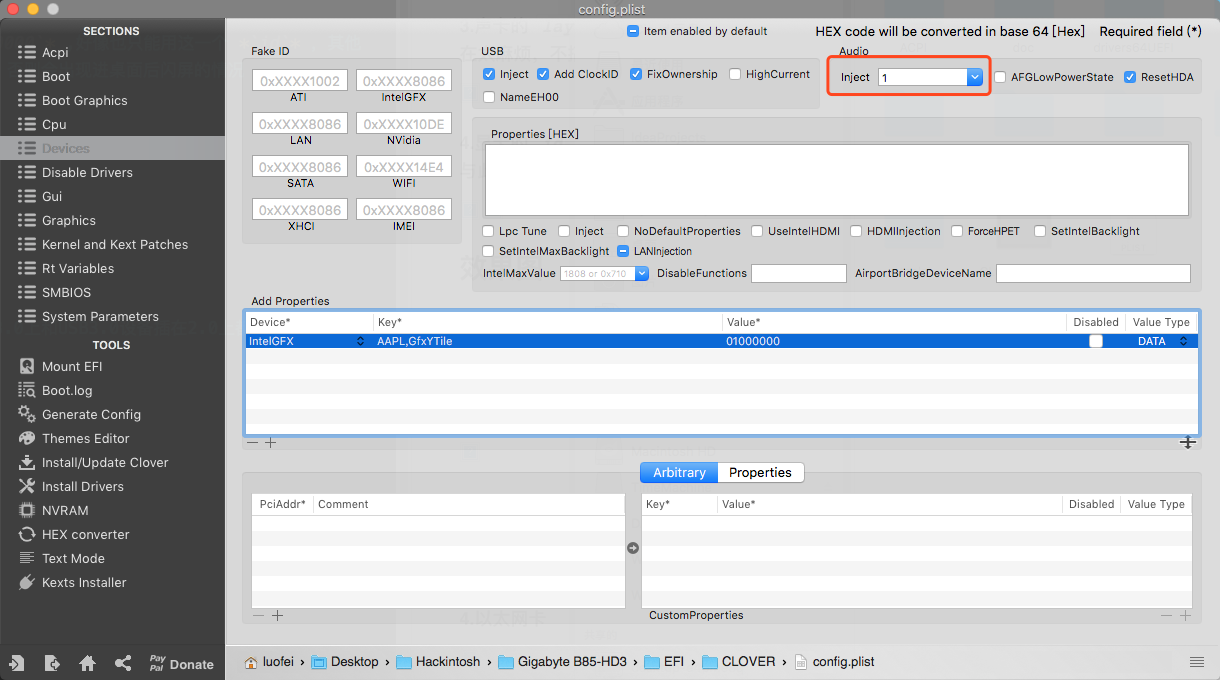 config.plist
SECTIONS
Acpi
Boot
Boot Graphics
Cpu
Devices
Disable Drivers
Gui
Graphics
Kernel and Kext Patches
Rt Variables
SMBIOS
System Parameters
TOOLS
Mount EFI
Boot.log
Generate Config
Themes Editor
Install/Update Clover
Install Drivers
NVRAM
HEX converter
Text Mode
Kexts Installer
Pay
Pal
Donate
Item enabled by default
HEX code will be converted in base 64 [Hex]
Required field (*)
Fake ID
0xXXXX1002
0xXXXX8086
ATI
IntelGFX
0xXXXX8086
0xXXXX10DE
LAN
NVidia
0xXXXX8086
0xXXXX14E4
SATA
WIFI
0xXXXX8086
0xXXXX8086
XHCI
IMEI
USB
Inject
Add ClockID
FixOwnership
HighCurrent
NameEH00
Audio
Inject
1
AFGLowPowerState
ResetHDA
Properties [HEX]
Lpc Tune
Inject
NoDefaultProperties
UseIntelHDMI
HDMIInjection
ForceHPET
SetIntelBacklight
SetIntelMaxBacklight
LANInjection
IntelMaxValue
1808 or 0x710
DisableFunctions
AirportBridgeDeviceName
Add Properties
Device*
Key*
Value*
Disabled
Value Type
IntelGFX
AAPL,GfxYTile
01000000
DATA
Arbitrary
Properties
PciAddr*
Comment
Key*
Value*
Disabled
Value Type
CustomProperties
luofei › Desktop › Hackintosh › Gigabyte B85-HD3 › EFI › CLOVER › config.plist